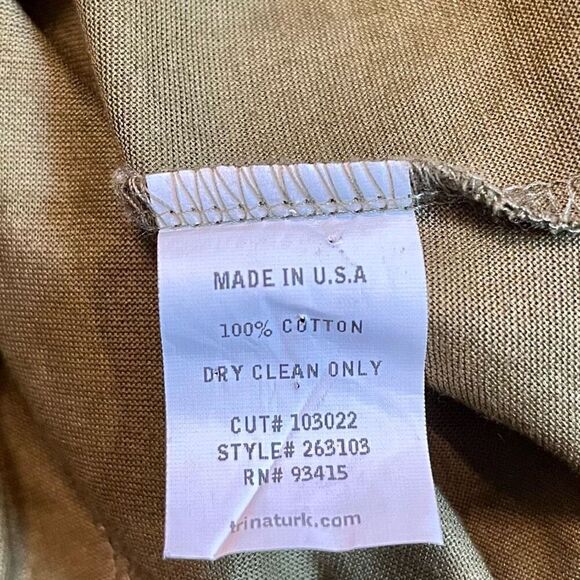 MADE IN U.S.A
100% COTTON
DRY CLEAN ONLY
CUT# 103022
STYLE# 263103
RN# 93415
trinaturk.com